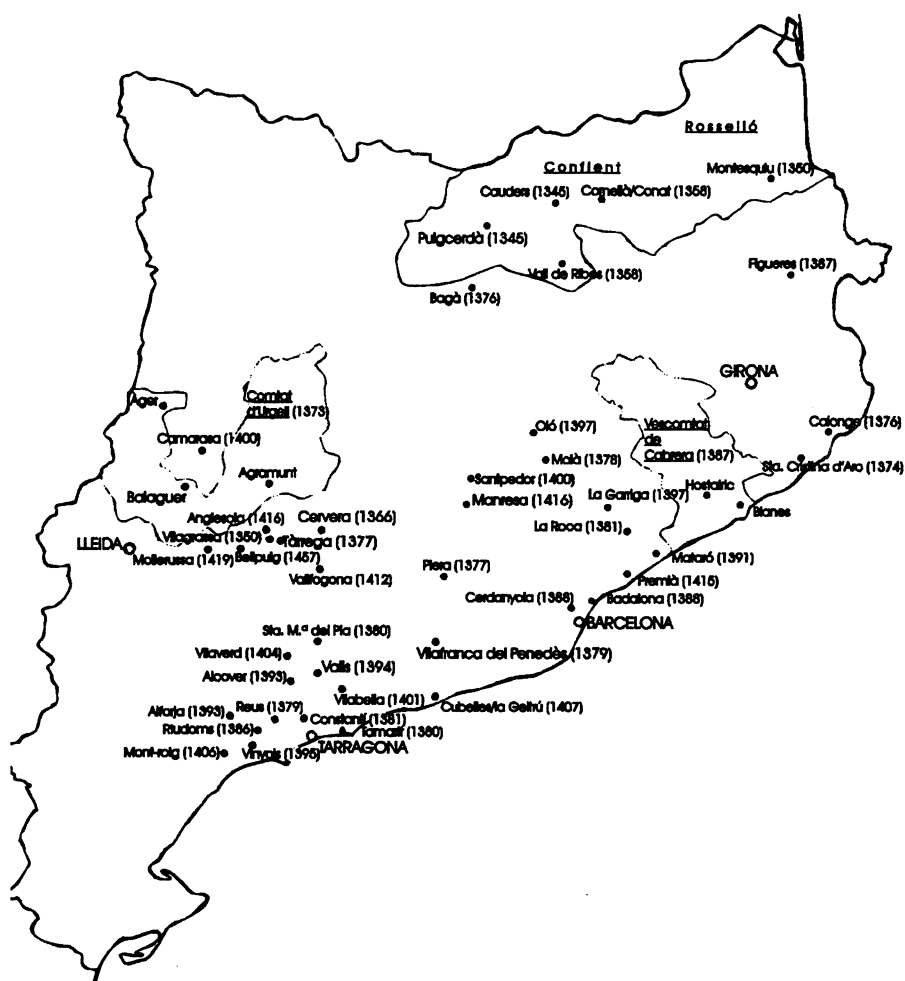 Rosselló
Conflent
Montesquiu (1350)
Cauders (1345)
Cornellà/Conat (1358)
Puigcerdà (1345)
Vall de Ribes (1358)
Figueres (1387)
Bagà (1376)
GIRONA
Àger
Comtat
d'Urgell (1373)
Camarasa (1400)
Oló (1397)
Vescomtat
de
Cabrera (1387)
Calonge (1376)
Moià (1378)
Sta. Cristina d'Aro (1374)
Agramunt
Santpedor (1400)
Balaguer
Manresa (1416)
La Garriga (1397)
Hostalric
Blanes
Anglesola (1416)
Cervera (1366)
La Roca (1381)
Vilagrassa (1350)
Tàrrega (1377)
LLEIDA
Mollerussa (1419)
Bellpuig (1457)
Mataró (1391)
Vallfogona (1412)
Piera (1377)
Premià (1415)
Cerdanyola (1388)
Badalona (1388)
BARCELONA
Sta. M.ª del Pla (1380)
Vilaverd (1404)
Vilafranca del Penedès (1379)
Valls (1394)
Alcover (1393)
Vilabella (1401)
Cubelles/la Geltrú (1407)
Alforja (1393)
Reus (1379)
Constantí (1381)
Riudoms (1386)
Tamarit (1380)
TARRAGONA
Mont-roig (1406)
Vinyols (1395)